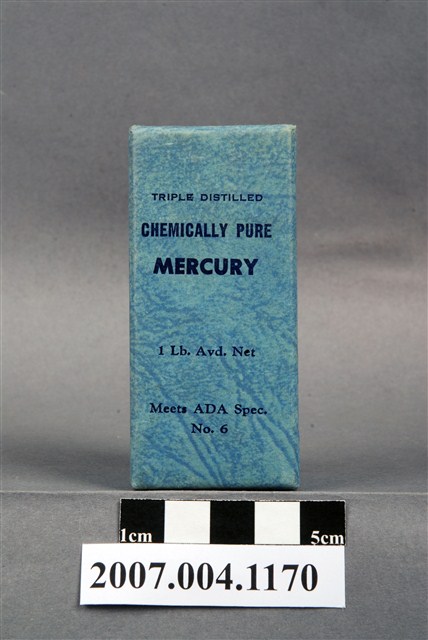 TRIPLE DISTILLED
CHEMICALLY PURE
MERCURY
1 Lb. Avd. Net
Meets ADA Spec.
No. 6
1cm 5cm
2007.004.1170